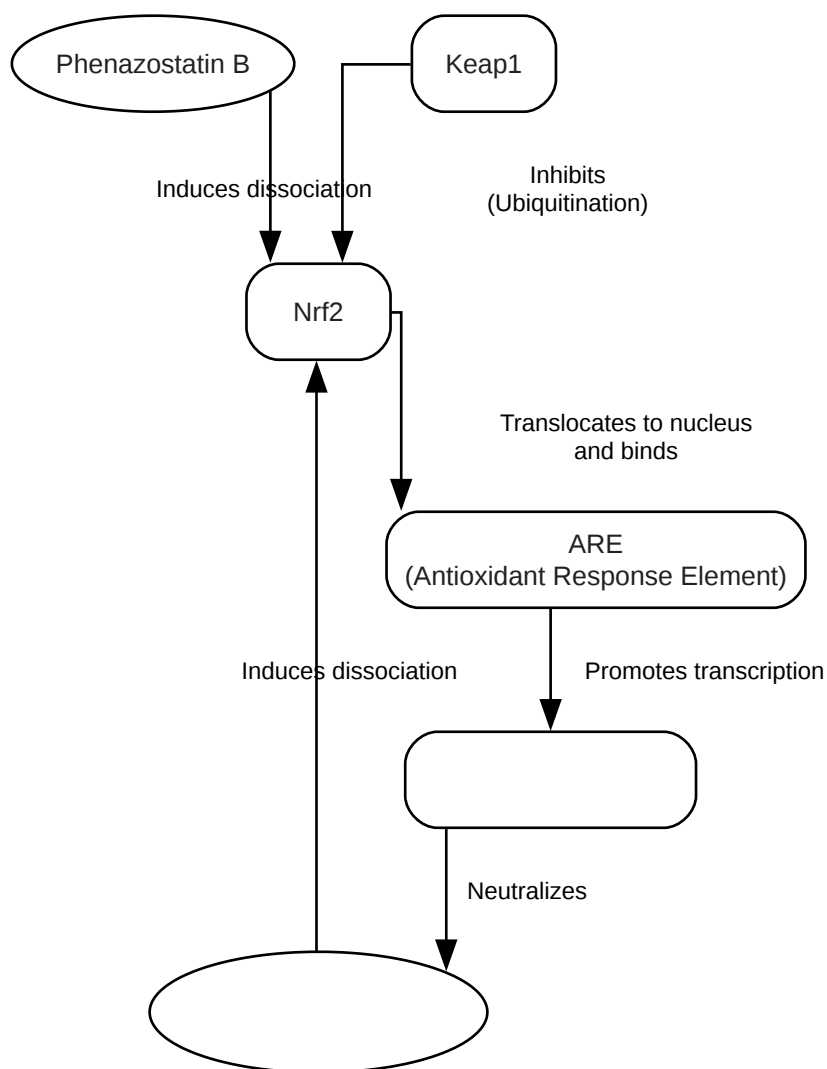 Phenazostatin B
Keap1
Induces dissociation
Inhibits
(Ubiquitination)
Nrf2
Translocates to nucleus
and binds
ARE
(Antioxidant Response Element)
Induces dissociation
Promotes transcription
Neutralizes